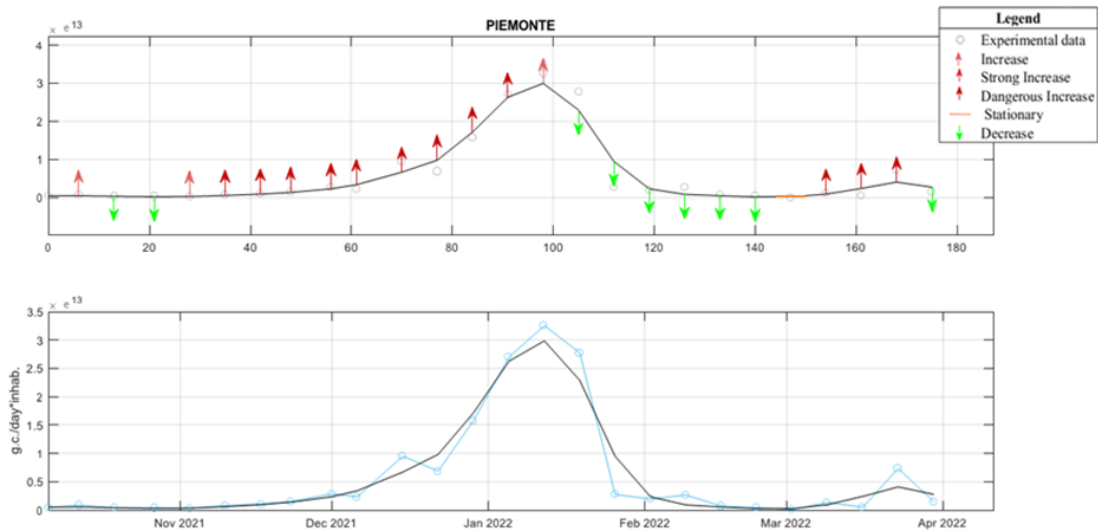 PIEMONTE
× e 13
4
3
2
1
0
0 20 40 60 80 100 120 140 160 180
Legend
Experimental data
Increase
Strong Increase
Dangerous Increase
Stationary
Decrease
× e 13
3.5
3
2.5
2
1.5
1
0.5
0
g.c./day*inhab.
Nov 2021 Dec 2021 Jan 2022 Feb 2022 Mar 2022 Apr 2022